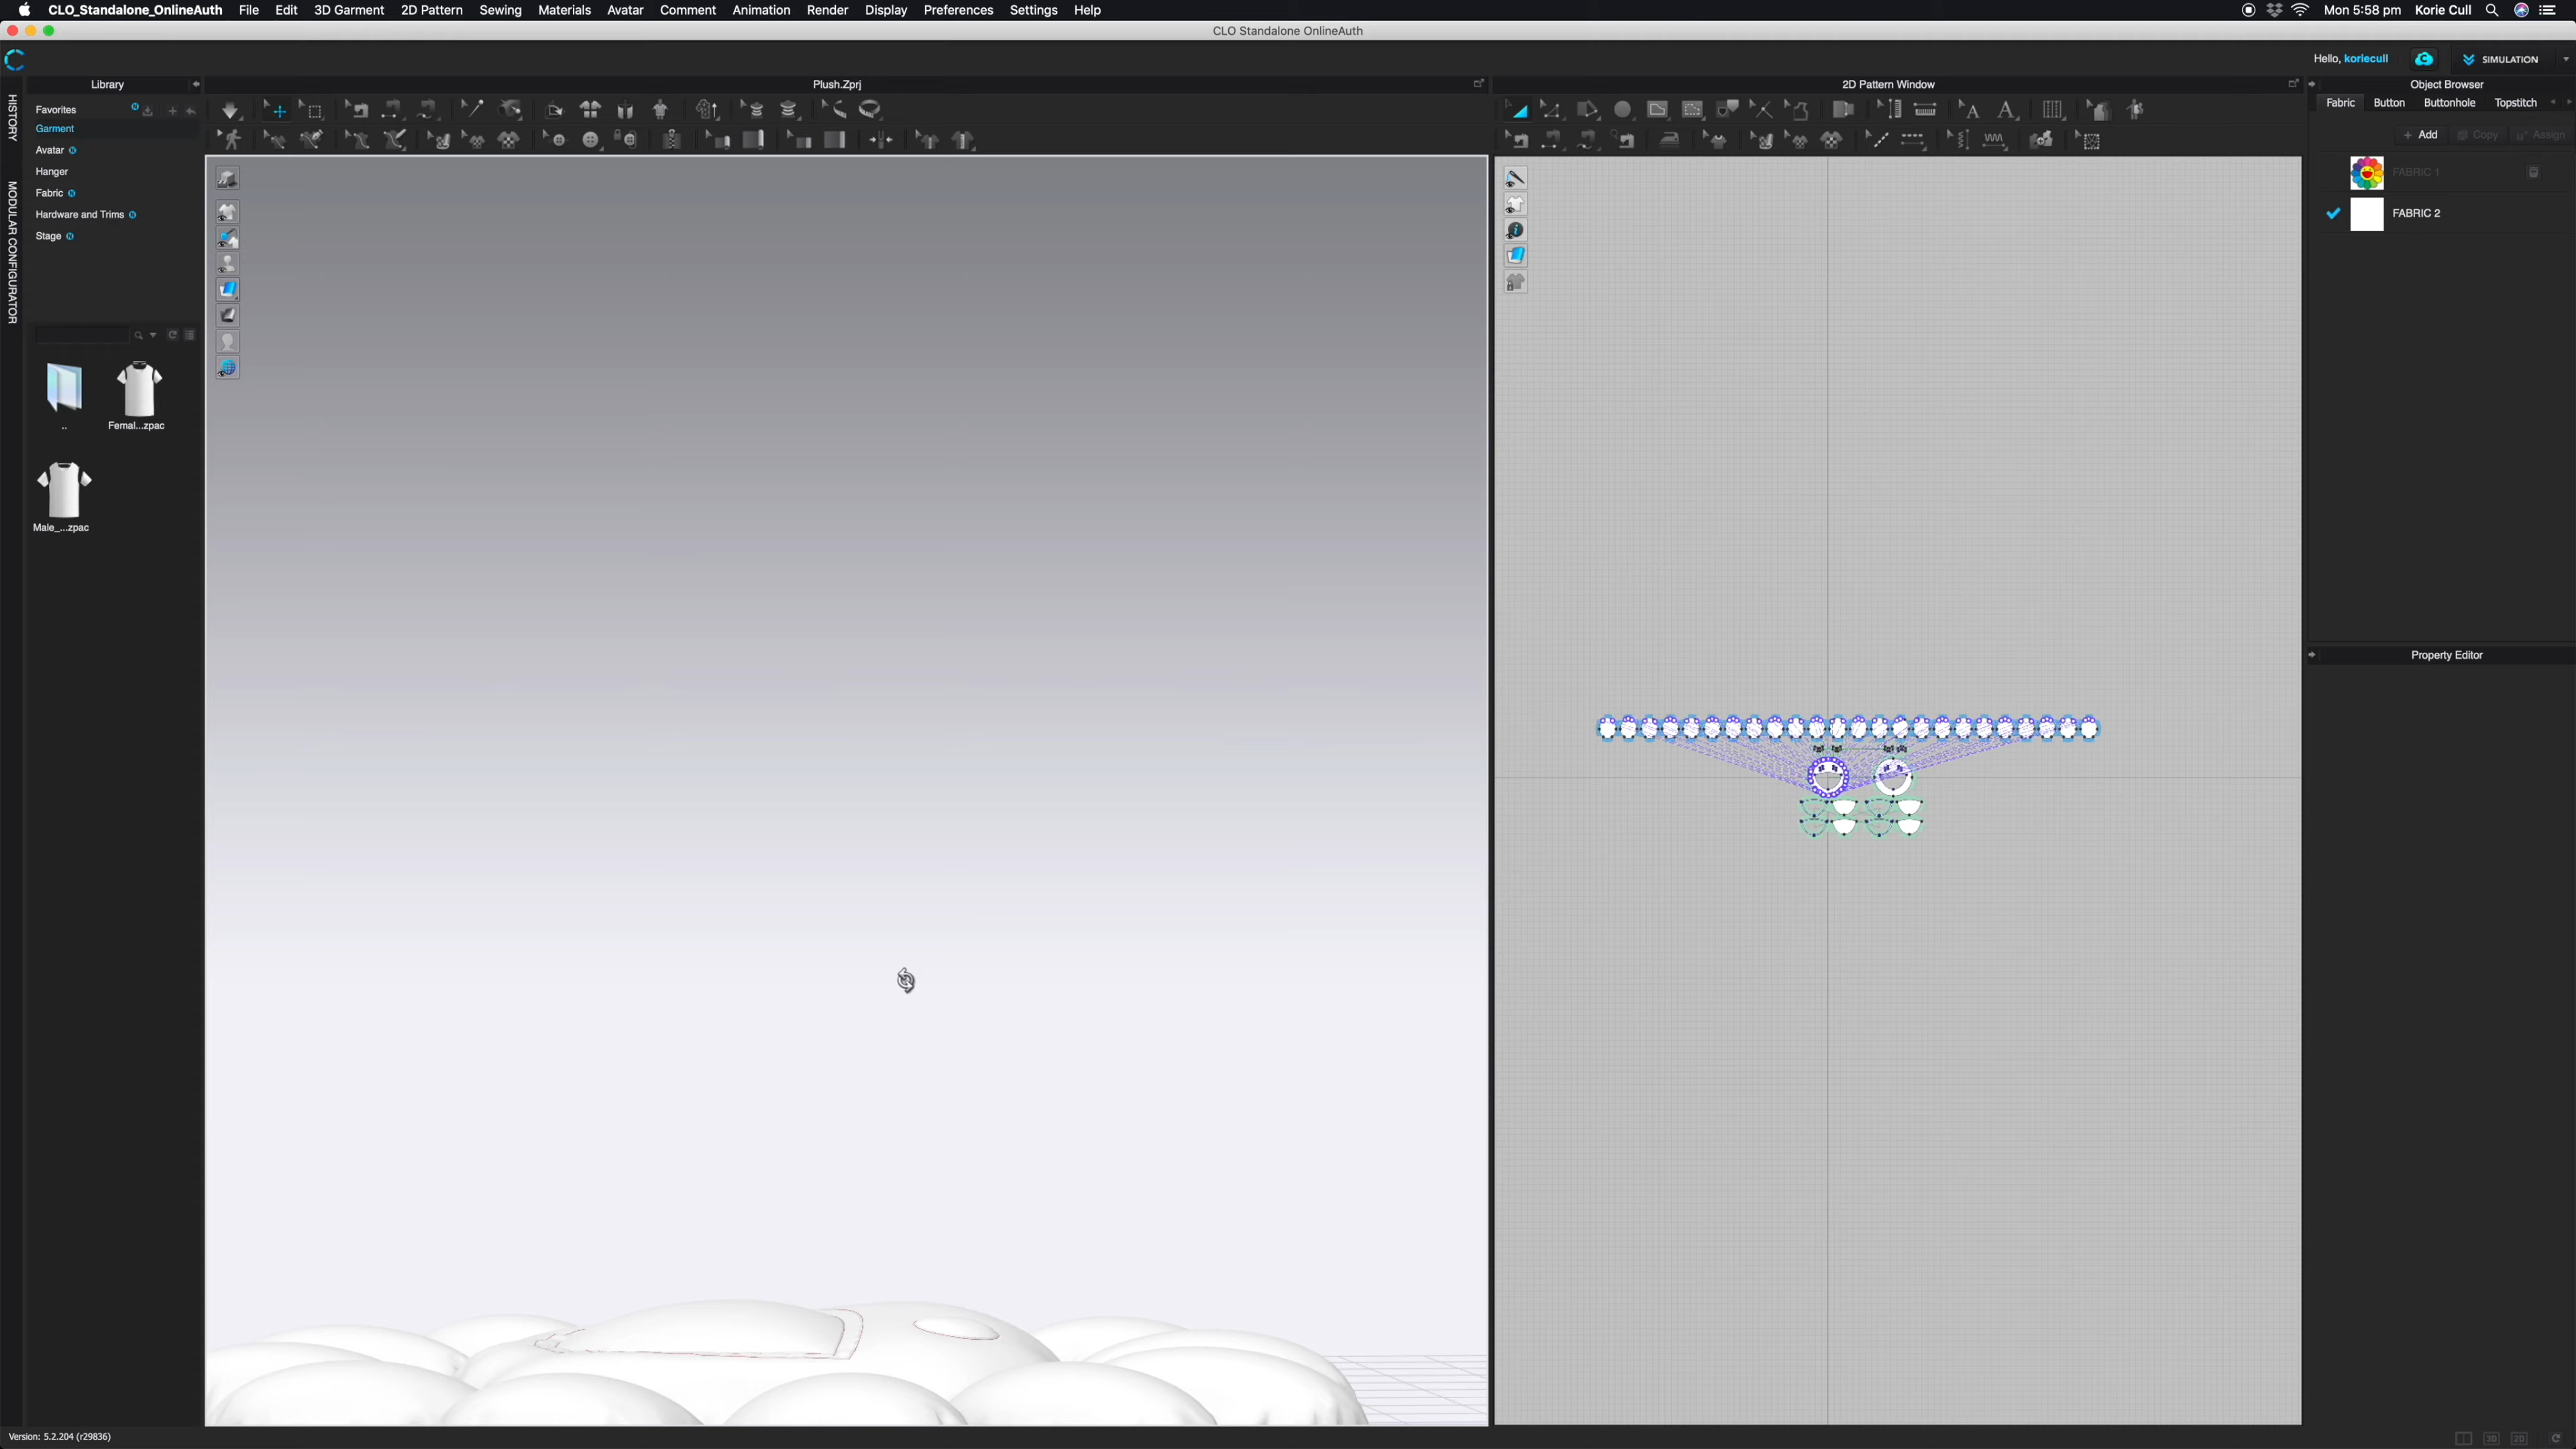 CLO_Standalone_OnlineAuth File Edit 3D Garment 2D Pattern Sewing Materials Avatar Comment Animation Render Display Preferences Settings Help Mon 5:58 pm Korie Cull
CLO Standalone OnlineAuth
Hello, koriecull SIMULATION
Library Plush.Zprj 2D Pattern Window Object Browser
HISTORY
MODULAR CONFIGURATOR
Favorites
Garment
Avatar
Hanger
Fabric
Hardware and Trims
Stage
..
Femal...zpac
Male_...zpac
Fabric Button Buttonhole Topstitch
+ Add Copy Assign
FABRIC 1
FABRIC 2
Property Editor
Version: 5.2.204 (r29836)
3D 2D